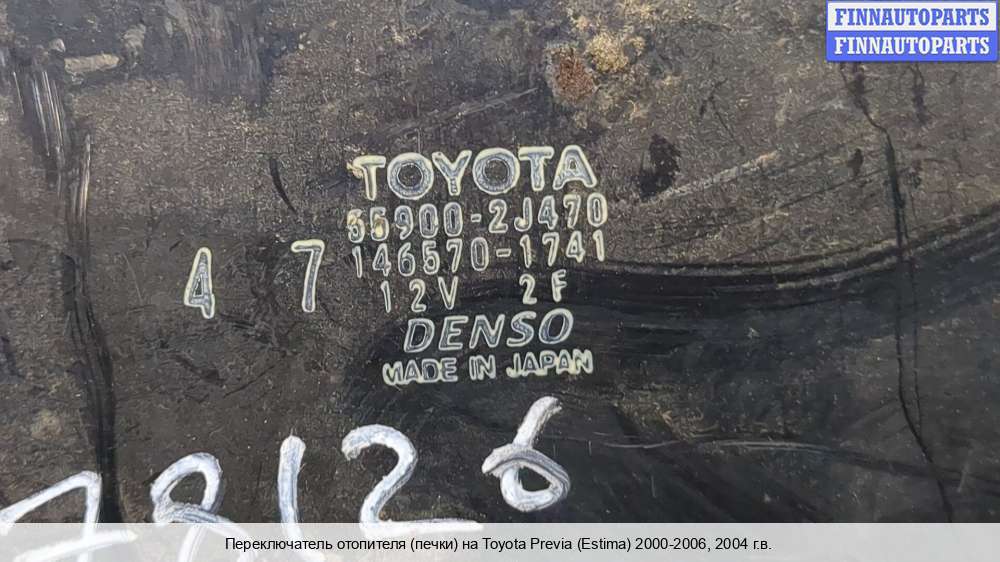 FINNAUTOPARTS
FINNAUTOPARTS
TOYOTA
55900-2J470
146570-1741
4 7
12V 2F
DENSO
MADE IN JAPAN
78126
Переключатель отопителя (печки) на Toyota Previa (Estima) 2000-2006, 2004 г.в.